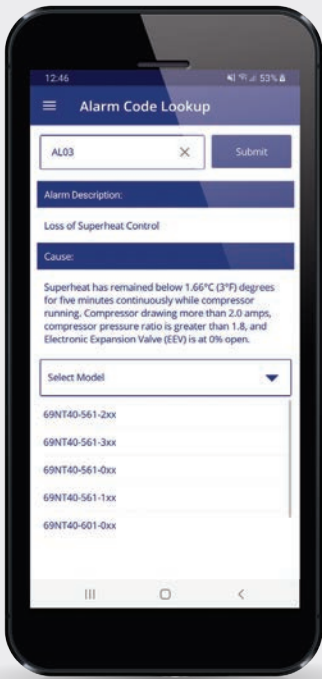 12:46
53%
Alarm Code Lookup
AL03
Submit
Alarm Description:
Loss of Superheat Control
Cause:
Superheat has remained below 1.66°C (3°F) degrees
for five minutes continuously while compressor
running. Compressor drawing more than 2.0 amps,
compressor pressure ratio is greater than 1.8, and
Electronic Expansion Valve (EEV) is at 0% open.
Select Model
69NT40-561-2xx
69NT40-561-3xx
69NT40-561-0xx
69NT40-561-1xx
69NT40-601-0xx